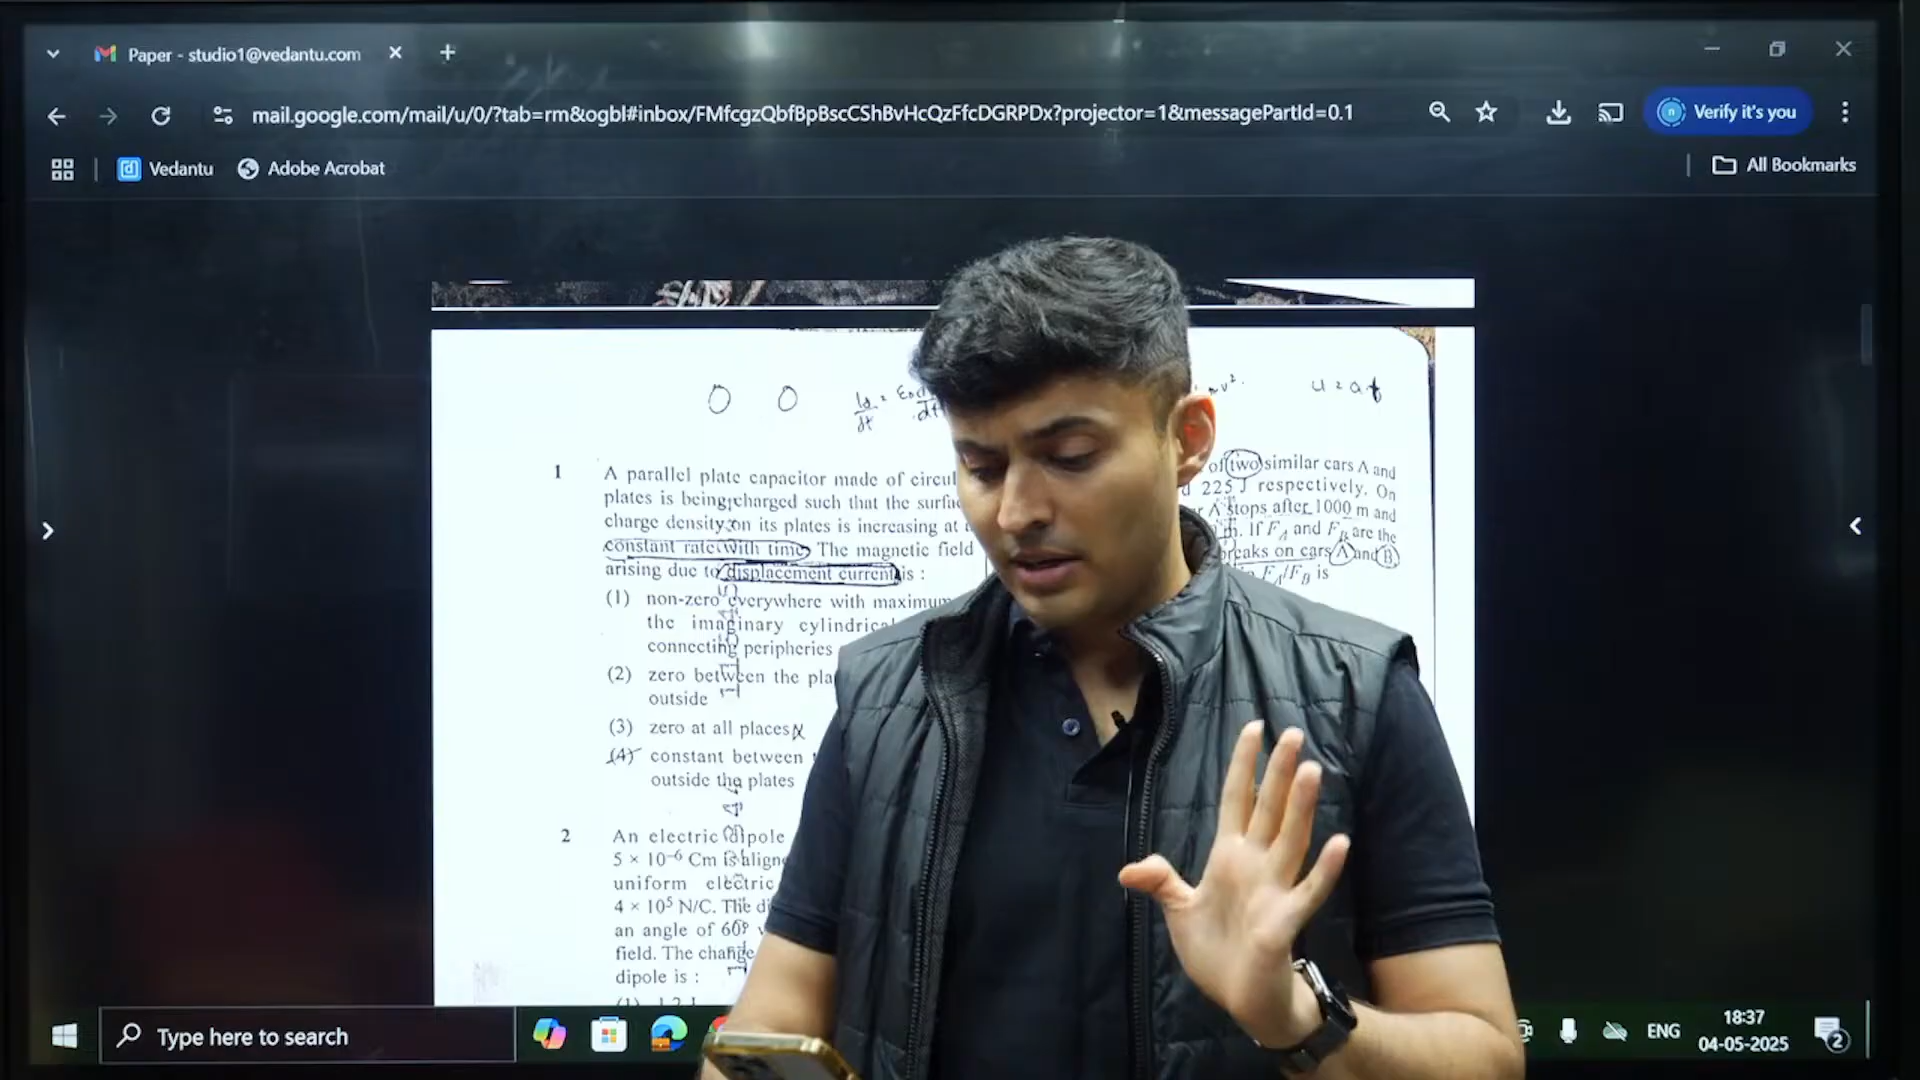 Paper - studio1@vedantu.com
mail.google.com/mail/u/0/?tab=rm&ogbl#inbox/FMfcgzQbfBpBscCShBvHcQzFfcDGRPDx?projector=1&messagePartId=0.1
Verify it's you
Vedantu
Adobe Acrobat
All Bookmarks
1 A parallel plate capacitor made of
plates is being charged such that the
charge density on its plates is increasing at
constant rate with time. The magnetic field
arising due to displacement current is :
(1) non-zero everywhere with maximum
the imaginary
connecting peripheries
(2) zero between the
outside
(3) zero at all places
(4) constant between
outside the plates
2 An electric dipole
5 × 10⁻⁶ Cm is
uniform electric
4 × 10⁵ N/C. The
an angle of 60°
field. The change
dipole is :
of two similar cars A and
225 J respectively. On
A stops after 1000 m and
m. If F_A and F_B are the
breaks on cars A and B,
F_A/F_B is
Type here to search
ENG
18:37
04-05-2025
2